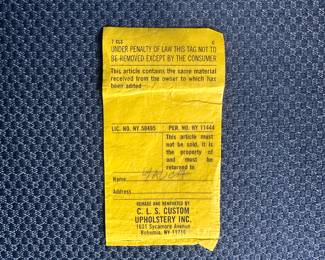 UNDER PENALTY OF LAW THIS TAG NOT TO
BE REMOVED EXCEPT BY THE CONSUMER
This article contains the same material
received from the owner to which has
been added
LIC. NO. NY 50495 PER. NO. NY 11444
This article must
not be sold, it is
the property of
and must be
returned to
Name
Address
REMADE AND RENOVATED BY
C. L. S. CUSTOM
UPHOLSTERY INC.
1631 Sycamore Avenue
Bohemia, NY 11716